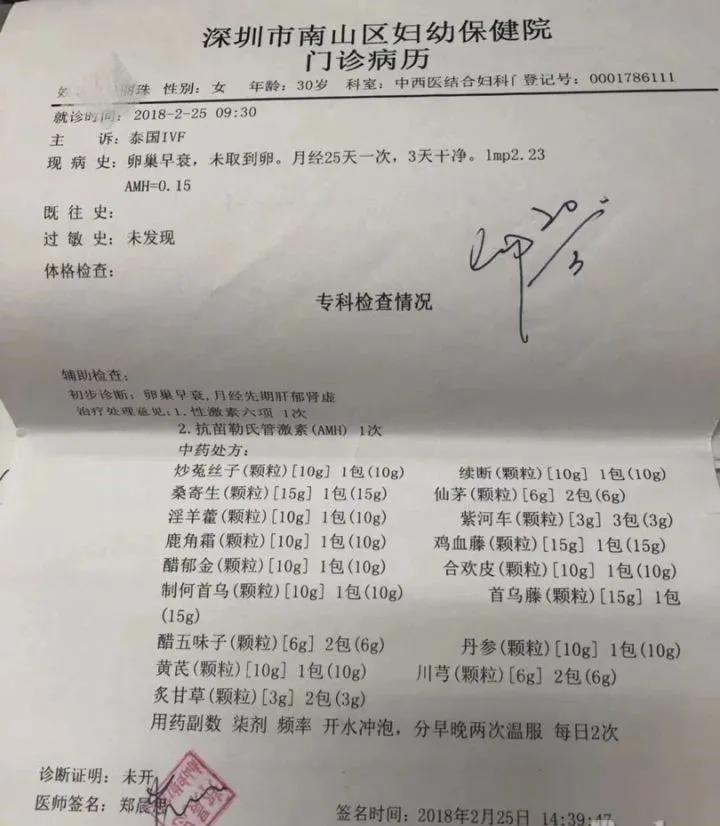 深圳市南山区妇幼保健院
门诊病历
丽珠 性别：女 年龄：30岁 科室：中西医结合妇科门 登记号：0001786111
就诊时间：2018-2-25 09:30
主 诉：泰国IVF
现 病 史：卵巢早衰，未取到卵。月经25天一次，3天干净。lmp2.23
AMH=0.15
既 往 史：
过 敏 史：未发现
体格检查：
专科检查情况
辅助检查：
初步诊断：卵巢早衰,月经先期肝郁肾虚
治疗处理意见：1.性激素六项 1次
2.抗苗勒氏管激素(AMH) 1次
中药处方：
炒菟丝子(颗粒)[10g] 1包(10g) 续断(颗粒)[10g] 1包(10g)
桑寄生(颗粒)[15g] 1包(15g) 仙茅(颗粒)[6g] 2包(6g)
淫羊藿(颗粒)[10g] 1包(10g) 紫河车(颗粒)[3g] 3包(3g)
鹿角霜(颗粒)[10g] 1包(10g) 鸡血藤(颗粒)[15g] 1包(15g)
醋郁金(颗粒)[10g] 1包(10g) 合欢皮(颗粒)[10g] 1包(10g)
制何首乌(颗粒)[10g] 1包(10g) 首乌藤(颗粒)[15g] 1包
(15g)
醋五味子(颗粒)[6g] 2包(6g) 丹参(颗粒)[10g] 1包(10g)
黄芪(颗粒)[10g] 1包(10g) 川芎(颗粒)[6g] 2包(6g)
炙甘草(颗粒)[3g] 2包(3g)
用药副数 柒剂 频率 开水冲泡，分早晚两次温服 每日2次
诊断证明：未开
医师签名：郑晨思
签名时间：2018年2月25日 14:39:47